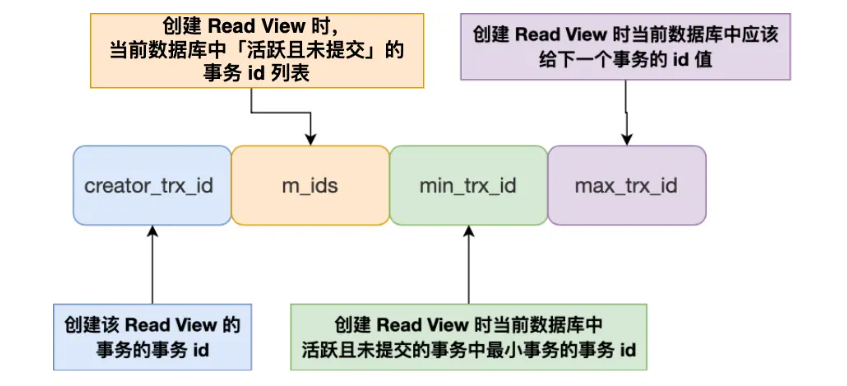 创建 Read View 时，
当前数据库中「活跃且未提交」的
事务 id 列表
创建 Read View 时当前数据库中应该
给下一个事务的 id 值
creator_trx_id
m_ids
min_trx_id
max_trx_id
创建该 Read View 的
事务的事务 id
创建 Read View 时当前数据库中
活跃且未提交的事务中最小事务的事务 id